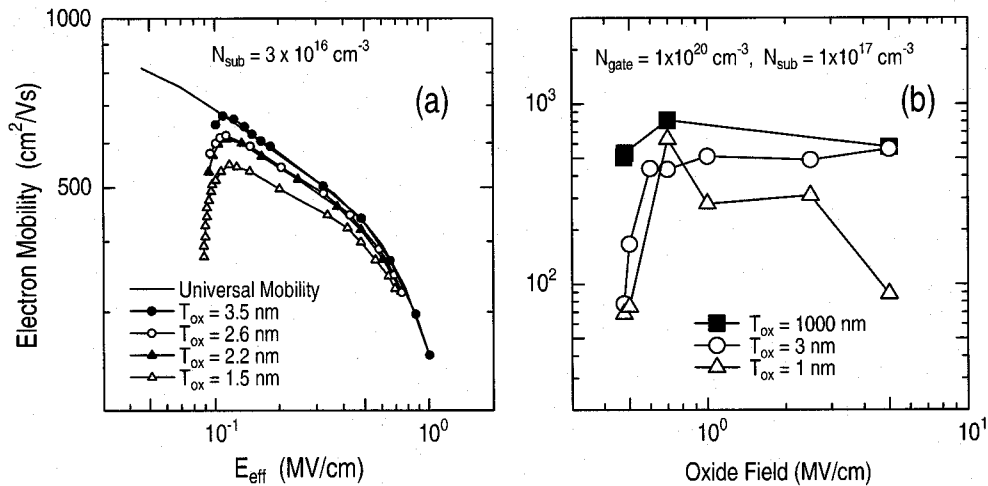 1000
N_sub = 3 x 10^16 cm^-3
(a)
500
Electron Mobility (cm^2/Vs)
Universal Mobility
T_ox = 3.5 nm
T_ox = 2.6 nm
T_ox = 2.2 nm
T_ox = 1.5 nm
10^-1
10^0
E_eff (MV/cm)
N_gate = 1x10^20 cm^-3, N_sub = 1x10^17 cm^-3
(b)
10^3
10^2
T_ox = 1000 nm
T_ox = 3 nm
T_ox = 1 nm
10^0
10^1
Oxide Field (MV/cm)